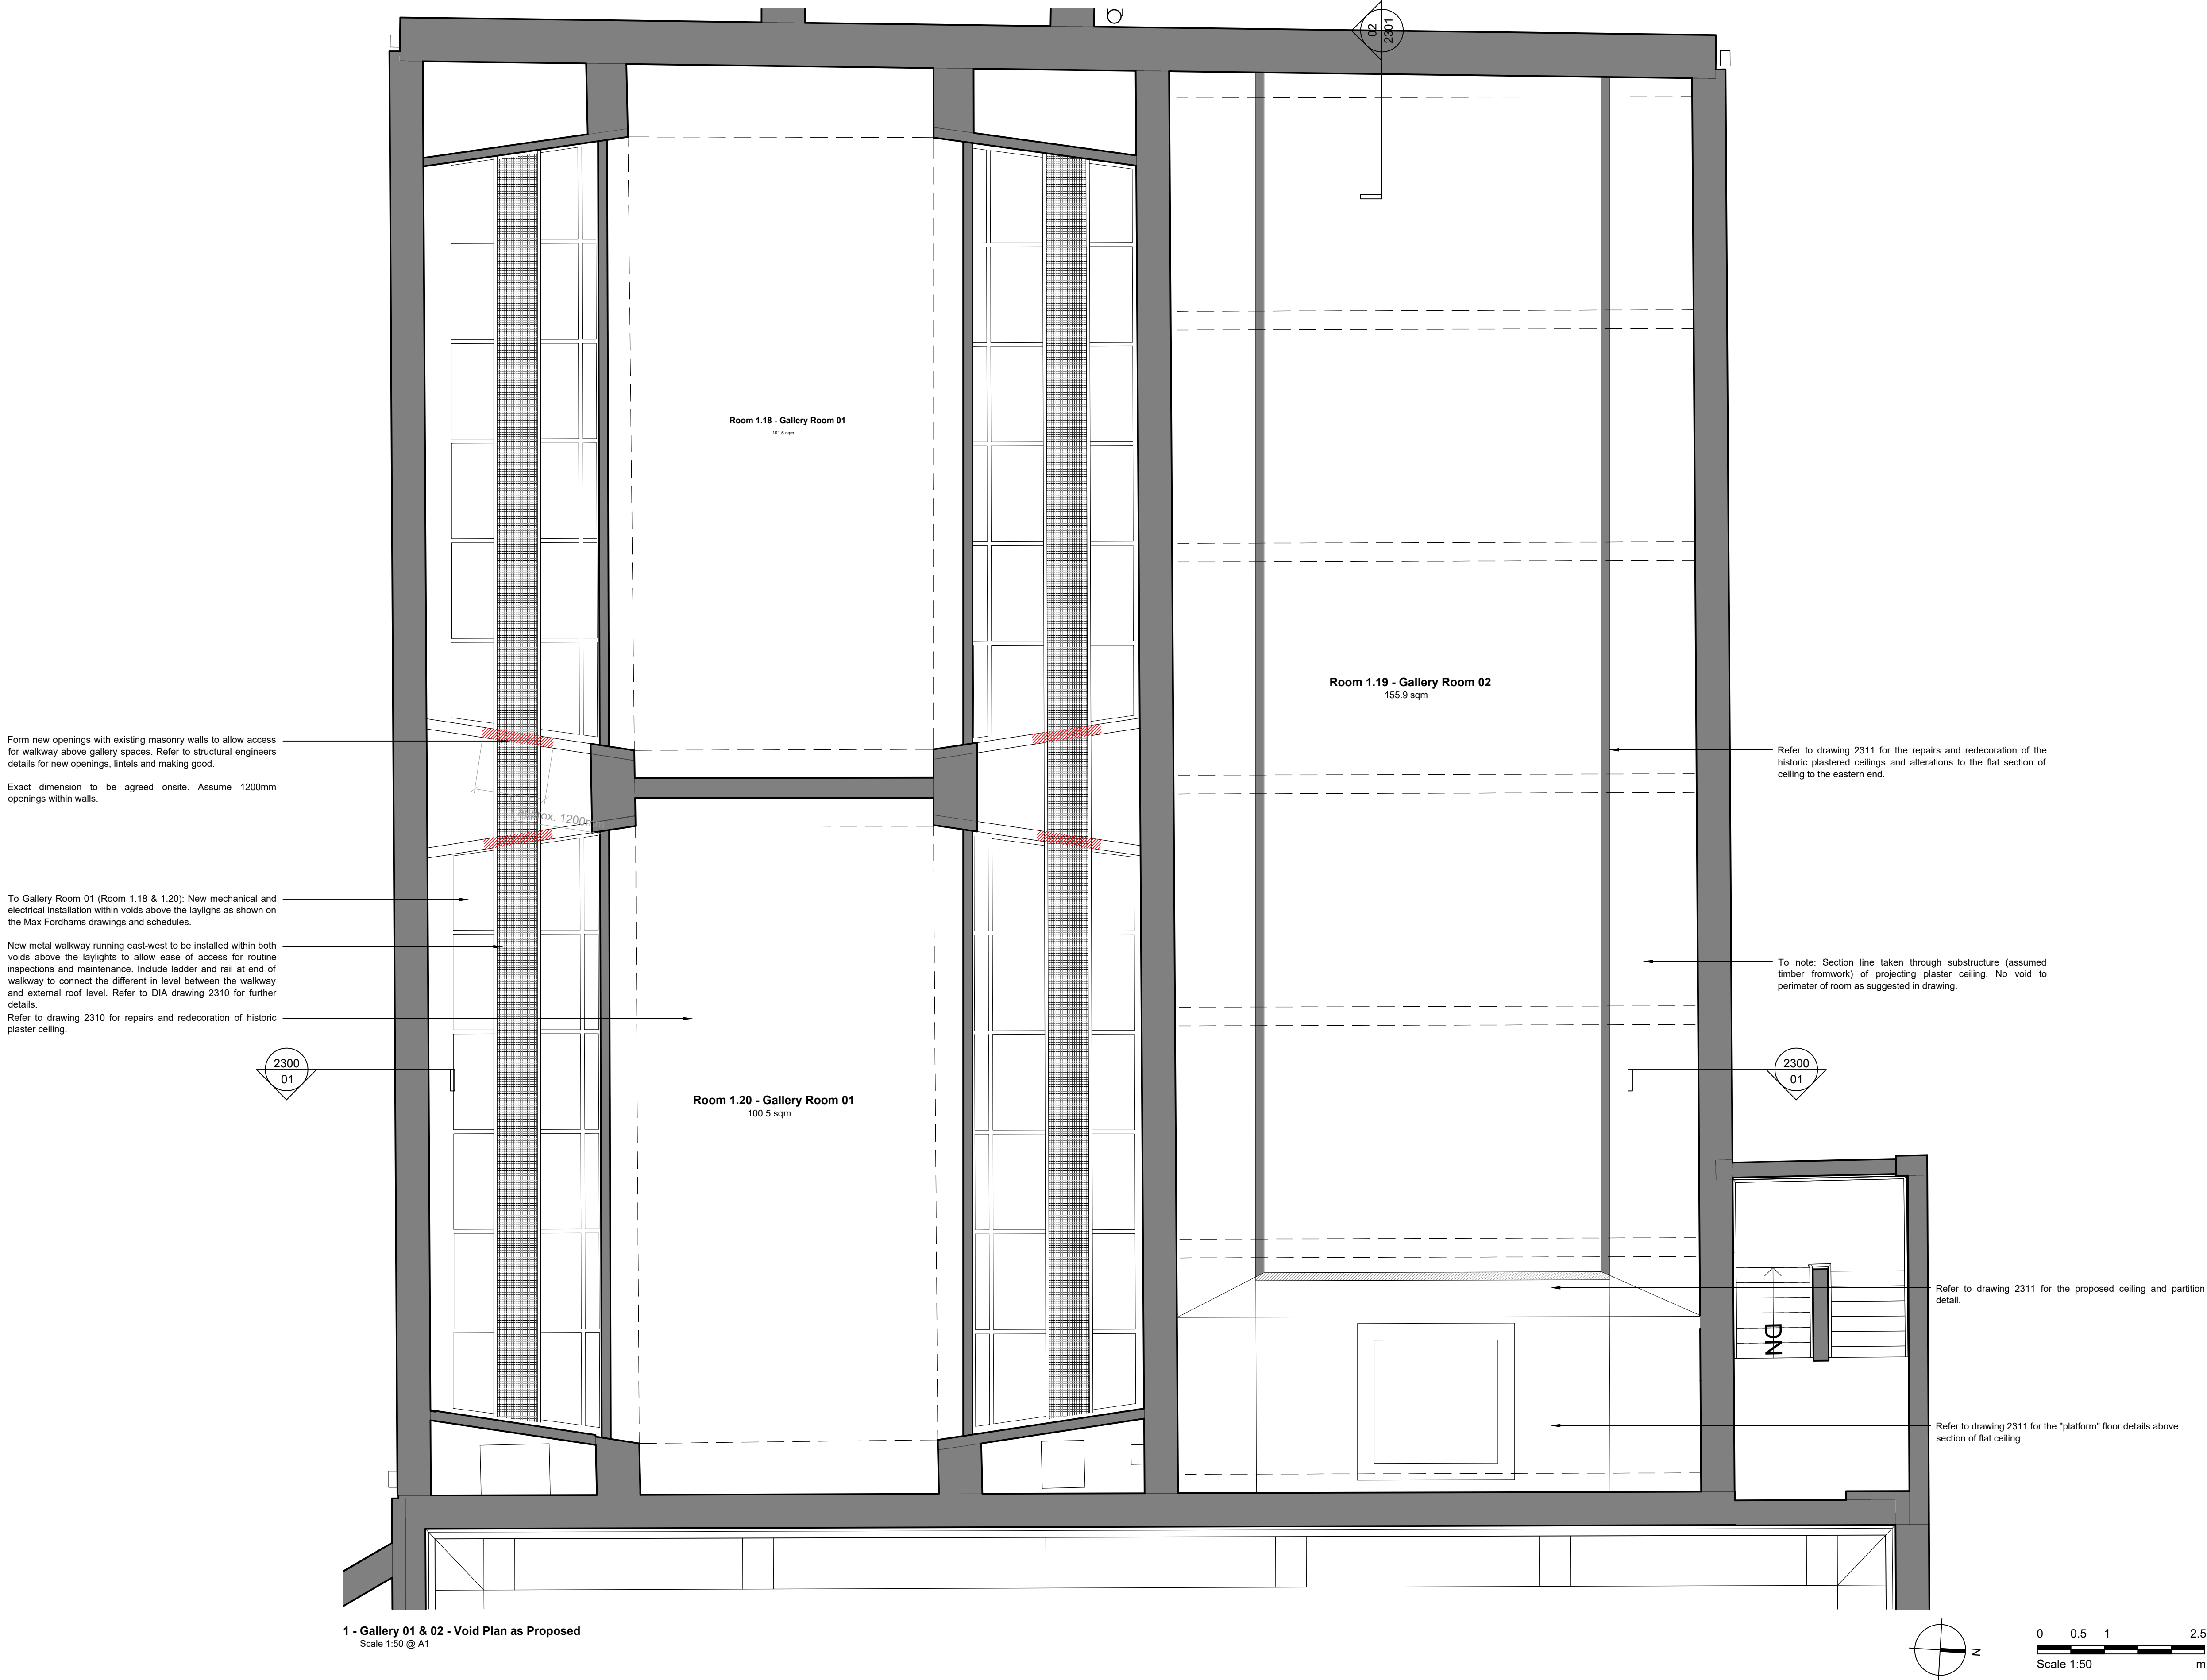 02
2301
Room 1.18 - Gallery Room 01
101.5 sqm
Room 1.19 - Gallery Room 02
155.9 sqm
Form new openings with existing masonry walls to allow access
for walkway above gallery spaces. Refer to structural engineers
details for new openings, lintels and making good.
Exact dimension to be agreed onsite. Assume 1200mm
openings within walls.
Refer to drawing 2311 for the repairs and redecoration of the
historic plastered ceilings and alterations to the flat section of
ceiling to the eastern end.
prox. 1200m
To Gallery Room 01 (Room 1.18 & 1.20): New mechanical and
electrical installation within voids above the laylighs as shown on
the Max Fordhams drawings and schedules.
New metal walkway running east-west to be installed within both
voids above the laylights to allow ease of access for routine
inspections and maintenance. Include ladder and rail at end of
walkway to connect the different in level between the walkway
and external roof level. Refer to DIA drawing 2310 for further
details.
Refer to drawing 2310 for repairs and redecoration of historic
plaster ceiling.
To note: Section line taken through substructure (assumed
timber fromwork) of projecting plaster ceiling. No void to
perimeter of room as suggested in drawing.
2300
01
2300
01
Room 1.20 - Gallery Room 01
100.5 sqm
Refer to drawing 2311 for the proposed ceiling and partition
detail.
DN
Refer to drawing 2311 for the "platform" floor details above
section of flat ceiling.
1 - Gallery 01 & 02 - Void Plan as Proposed
Scale 1:50 @ A1
N
0 0.5 1 2.5
Scale 1:50 m